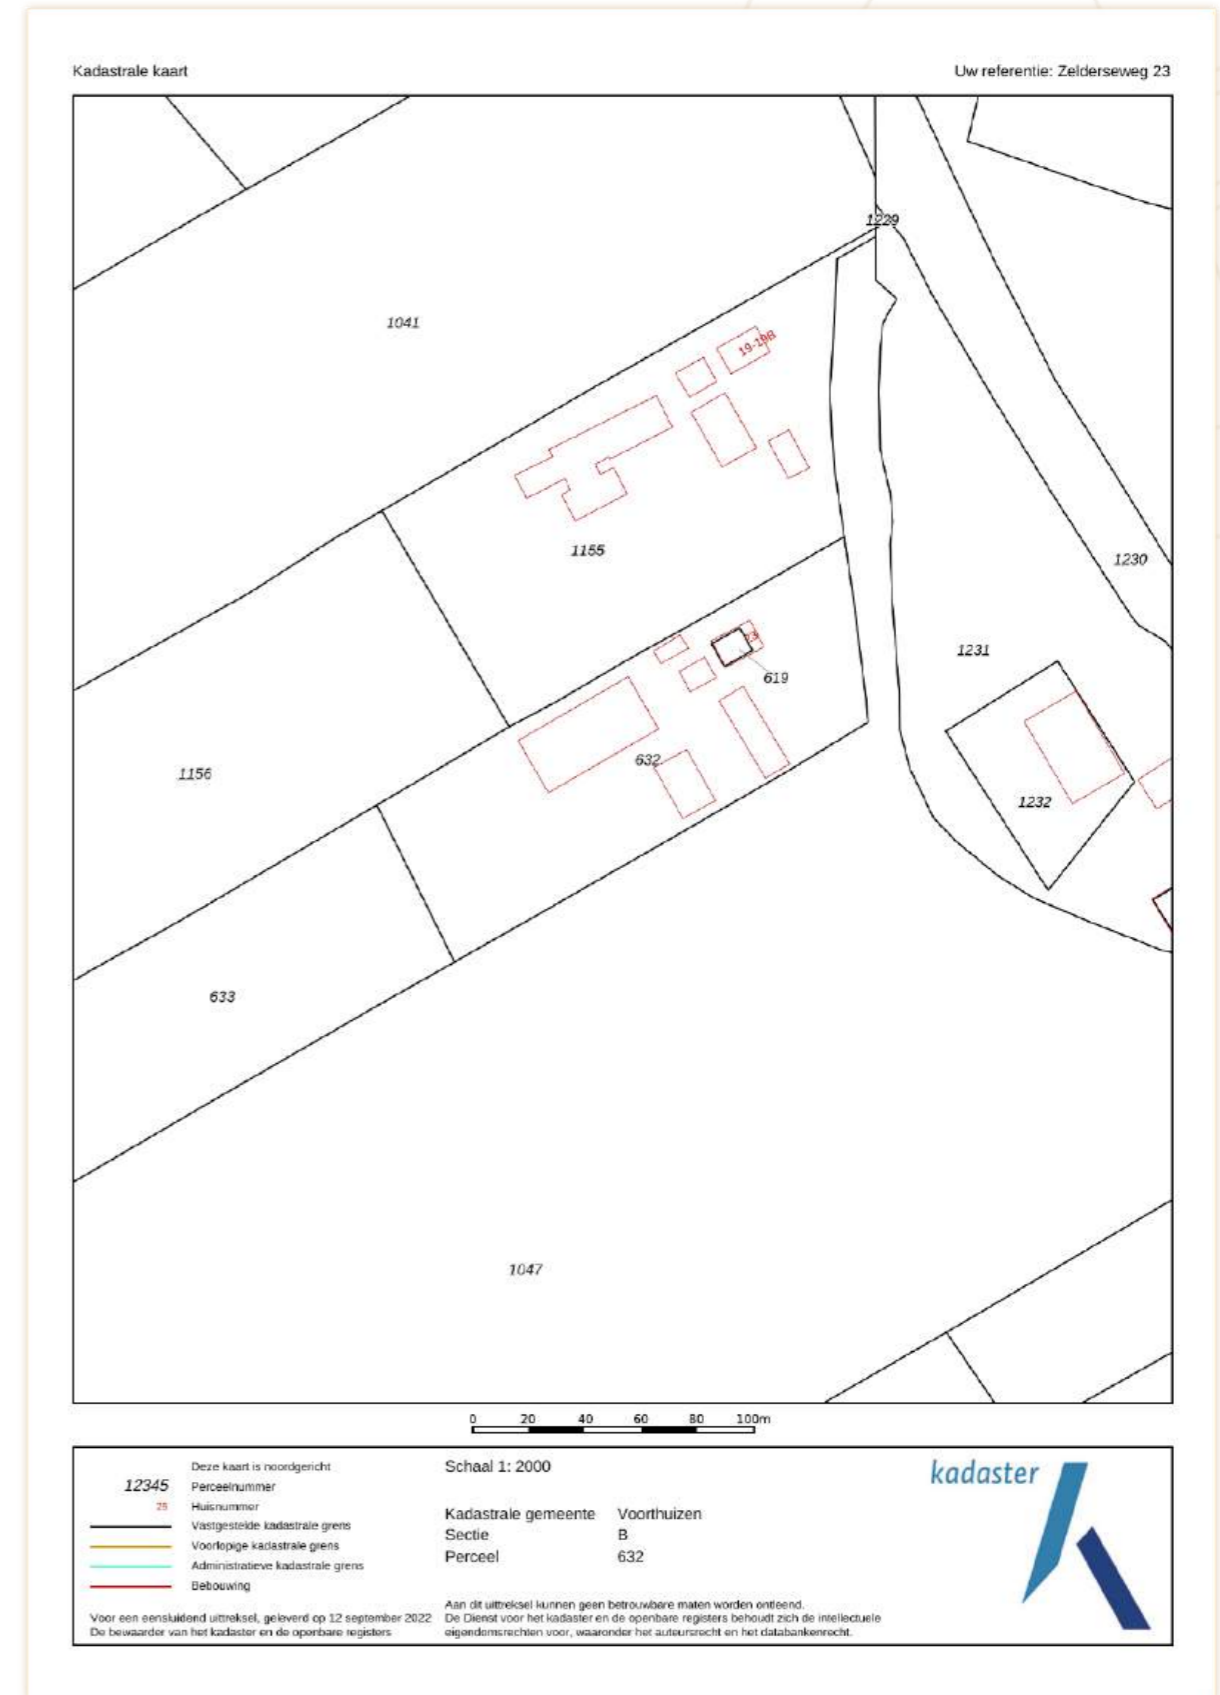 Kadastrale kaart
Uw referentie: Zelderseweg 23
1229
1041
19-19B
1155
1230
23
1231
619
632
1156
1232
633
1047
0 20 40 60 80 100m
Deze kaart is noordgericht
12345 Perceelnummer
25 Huisnummer
Vastgestelde kadastrale grens
Voorlopige kadastrale grens
Administratieve kadastrale grens
Bebouwing
Voor een eensluidend uittreksel, geleverd op 12 september 2022
De bewaarder van het kadaster en de openbare registers
Schaal 1: 2000
Kadastrale gemeente Voorthuizen
Sectie B
Perceel 632
Aan dit uittreksel kunnen geen betrouwbare maten worden ontleend.
De Dienst voor het kadaster en de openbare registers behoudt zich de intellectuele
eigendomsrechten voor, waaronder het auteursrecht en het databankenrecht.
kadaster